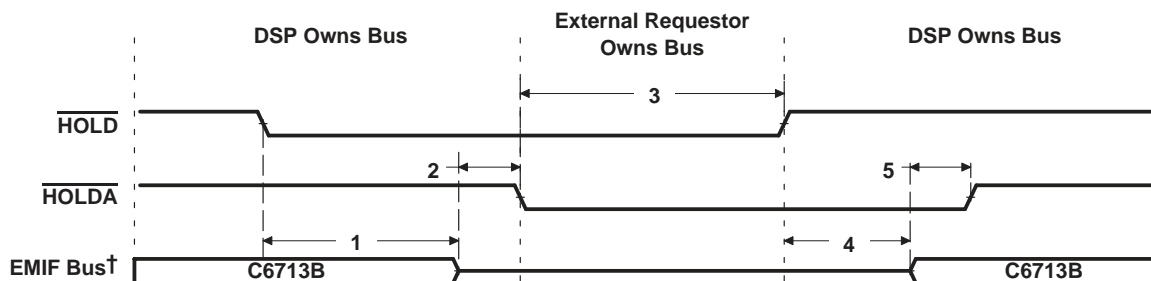 DSP Owns Bus
External Requestor
Owns Bus
DSP Owns Bus
3
HOLD
2
5
HOLDA
1
4
EMIF Bus†
C6713B
C6713B